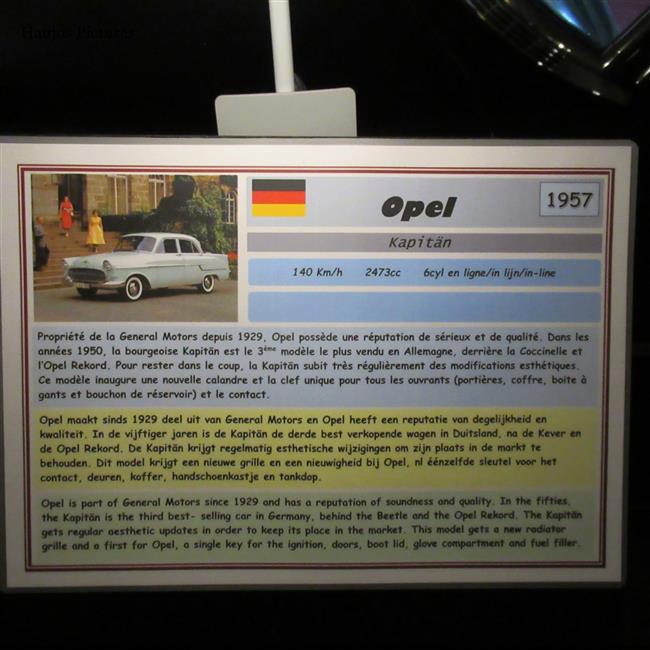 Hanjos Pictures
Opel
1957
Kapitän
140 Km/h 2473cc 6cyl en ligne/in lijn/in-line
Propriété de la General Motors depuis 1929, Opel possède une réputation de sérieux et de qualité. Dans les
années 1950, la bourgeoise Kapitän est le 3ème modèle le plus vendu en Allemagne, derrière la Coccinelle et
l'Opel Rekord. Pour rester dans le coup, la Kapitän subit très régulièrement des modifications esthétiques.
Ce modèle inaugure une nouvelle calandre et la clef unique pour tous les ouvrants (portières, coffre, boite à
gants et bouchon de réservoir) et le contact.
Opel maakt sinds 1929 deel uit van General Motors en Opel heeft een reputatie van degelijkheid en
kwaliteit. In de vijftiger jaren is de Kapitän de derde best verkopende wagen in Duitsland, na de Kever en
de Opel Rekord. De Kapitän krijgt regelmatig esthetische wijzigingen om zijn plaats in de markt te
behouden. Dit model krijgt een nieuwe grille en een nieuwigheid bij Opel, nl éénzelfde sleutel voor het
contact, deuren, koffer, handschoenkastje en tankdop.
Opel is part of General Motors since 1929 and has a reputation of soundness and quality. In the fifties,
the Kapitän is the third best- selling car in Germany, behind the Beetle and the Opel Rekord. The Kapitän
gets regular aesthetic updates in order to keep its place in the market. This model gets a new radiator
grille and a first for Opel, a single key for the ignition, doors, boot lid, glove compartment and fuel filler.